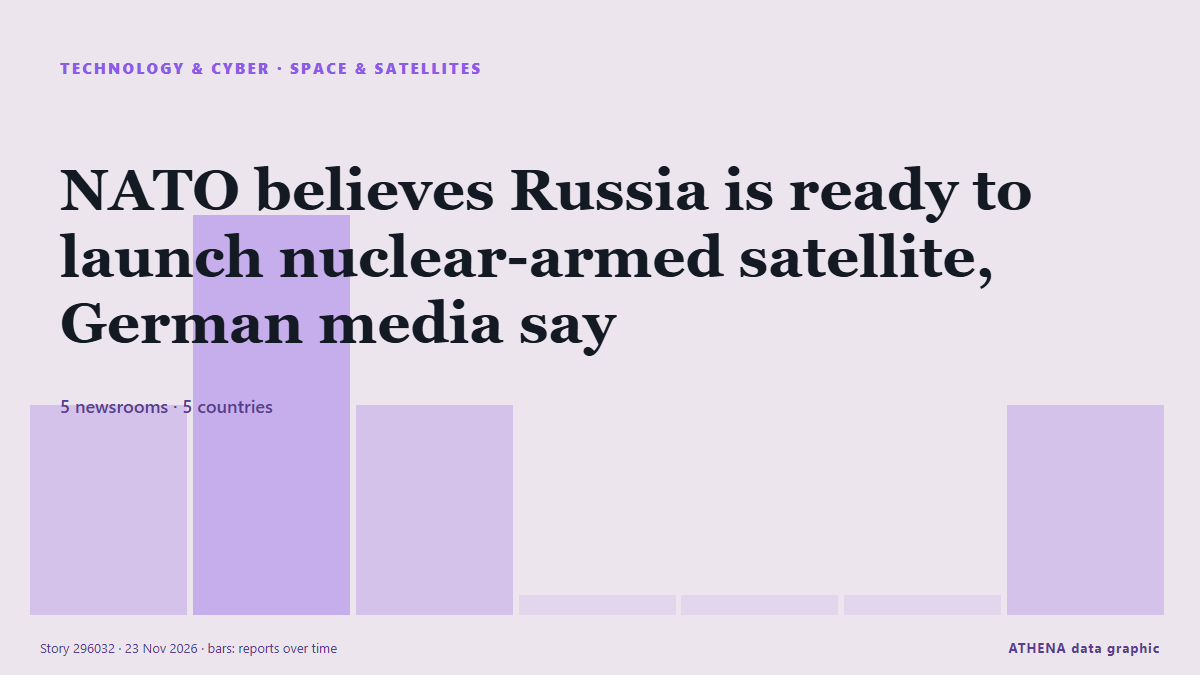 TECHNOLOGY & CYBER · SPACE & SATELLITES
NATO believes Russia is ready to
launch nuclear-armed satellite,
German media say
5 newsrooms · 5 countries
Story 296032 · 23 Nov 2026 · bars: reports over time
ATHENA data graphic